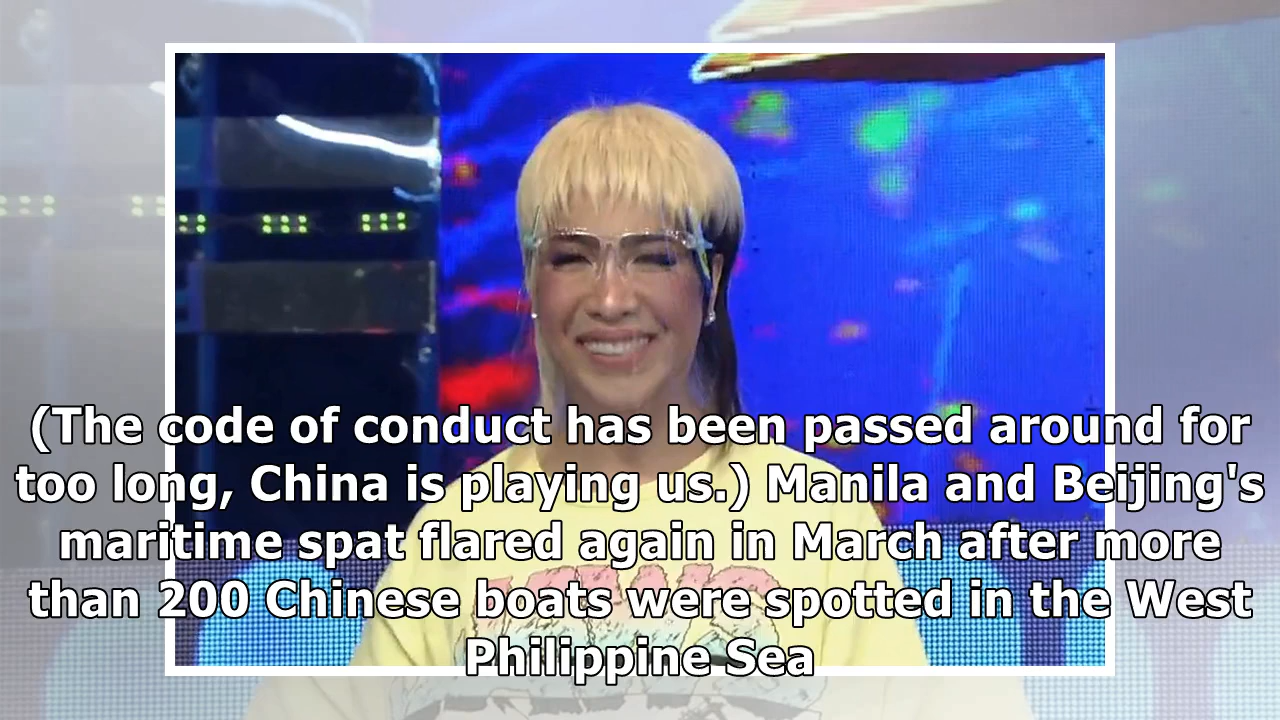 (The code of conduct has been passed around for
too long, China is playing us.) Manila and Beijing's
maritime spat flared again in March after more
than 200 Chinese boats were spotted in the West
Philippine Sea